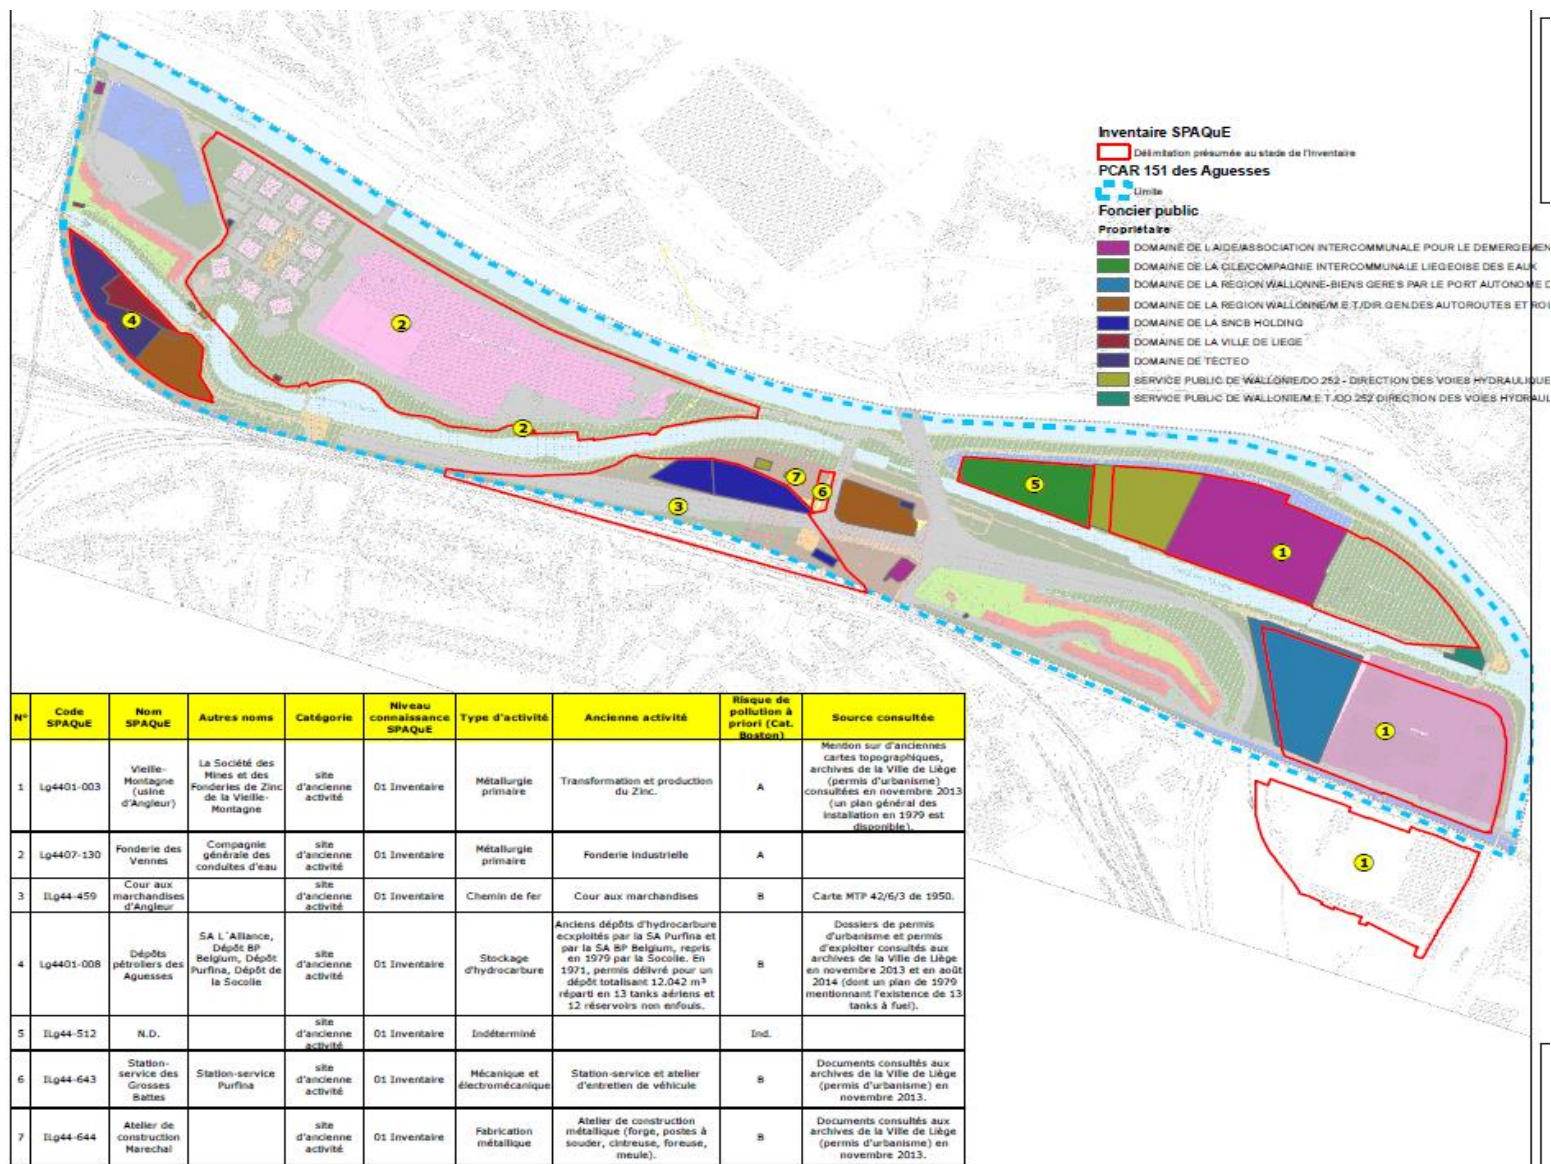 Inventaire SPAQuE
Délimitation présumée au stade de l'Inventaire
PCAR 151 des Aguesses
Limite
Foncier public
Propriétaire
DOMAINE DE L AIDE/ASSOCIATION INTERCOMMUNALE POUR LE DEMERGEMEN
DOMAINE DE LA CILE/COMPAGNIE INTERCOMMUNALE LIEGEOISE DES EAUX
DOMAINE DE LA REGION WALLONNE-BIENS GERES PAR LE PORT AUTONOME D
DOMAINE DE LA REGION WALLONNE/M.E.T/DIR.GEN.DES AUTOROUTES ET ROU
DOMAINE DE LA SNCB HOLDING
DOMAINE DE LA VILLE DE LIEGE
DOMAINE DE TECTEO
SERVICE PUBLIC DE WALLONIE/DO 252 - DIRECTION DES VOIES HYDRAULIQUE
SERVICE PUBLIC DE WALLONIE/M.E.T./DO 252 DIRECTION DES VOIES HYDRAUL
2
4
2
7
6
3
5
1
1
1
N°
Code
SPAQuE
Nom
SPAQuE
Autres noms
Catégorie
Niveau
connaissance
SPAQuE
Type d'activité
Ancienne activité
Risque de
pollution à
priori (Cat.
Boston)
Source consultée
1
Lg4401-003
Vieille-
Montagne
(usine
d'Angleur)
La Société des
Mines et des
Fonderies de Zinc
de la Vieille-
Montagne
site
d'ancienne
activité
01 Inventaire
Métallurgie
primaire
Transformation et production
du Zinc.
A
Mention sur d'anciennes
cartes topographiques,
archives de la Ville de Liège
(permis d'urbanisme)
consultées en novembre 2013
(un plan général des
installation en 1979 est
disponible).
2
Lg4407-130
Fonderie des
Vennes
Compagnie
générale des
conduites d'eau
site
d'ancienne
activité
01 Inventaire
Métallurgie
primaire
Fonderie industrielle
A
3
ILg44-459
Cour aux
marchandises
d'Angleur
site
d'ancienne
activité
01 Inventaire
Chemin de fer
Cour aux marchandises
B
Carte MTP 42/6/3 de 1950.
4
Lg4401-008
Dépôts
pétroliers des
Aguesses
SA L'Alliance,
Dépôt BP
Belgium, Dépôt
Purfina, Dépôt de
la Socolie
site
d'ancienne
activité
01 Inventaire
Stockage
d'hydrocarbure
Anciens dépôts d'hydrocarbure
ecxploités par la SA Purfina et
par la SA BP Belgium, repris
en 1979 par la Socolie. En
1971, permis délivré pour un
dépôt totalisant 12.042 m³
réparti en 13 tanks aériens et
12 réservoirs non enfouis.
B
Dossiers de permis
d'urbanisme et permis
d'exploiter consultés aux
archives de la Ville de Liège
en novembre 2013 et en août
2014 (dont un plan de 1979
mentionnant l'existence de 13
tanks à fuel).
5
ILg44-512
N.D.
site
d'ancienne
activité
01 Inventaire
Indéterminé
Ind.
6
ILg44-643
Station-
service des
Grosses
Battes
Station-service
Purfina
site
d'ancienne
activité
01 Inventaire
Mécanique et
électromécanique
Station-service et atelier
d'entretien de véhicule
B
Documents consultés aux
archives de la Ville de Liège
(permis d'urbanisme) en
novembre 2013.
7
ILg44-644
Atelier de
construction
Marechal
site
d'ancienne
activité
01 Inventaire
Fabrication
métallique
Atelier de construction
métallique (forge, postes à
souder, cintreuse, foreuse,
meule).
B
Documents consultés aux
archives de la Ville de Liège
(permis d'urbanisme) en
novembre 2013.